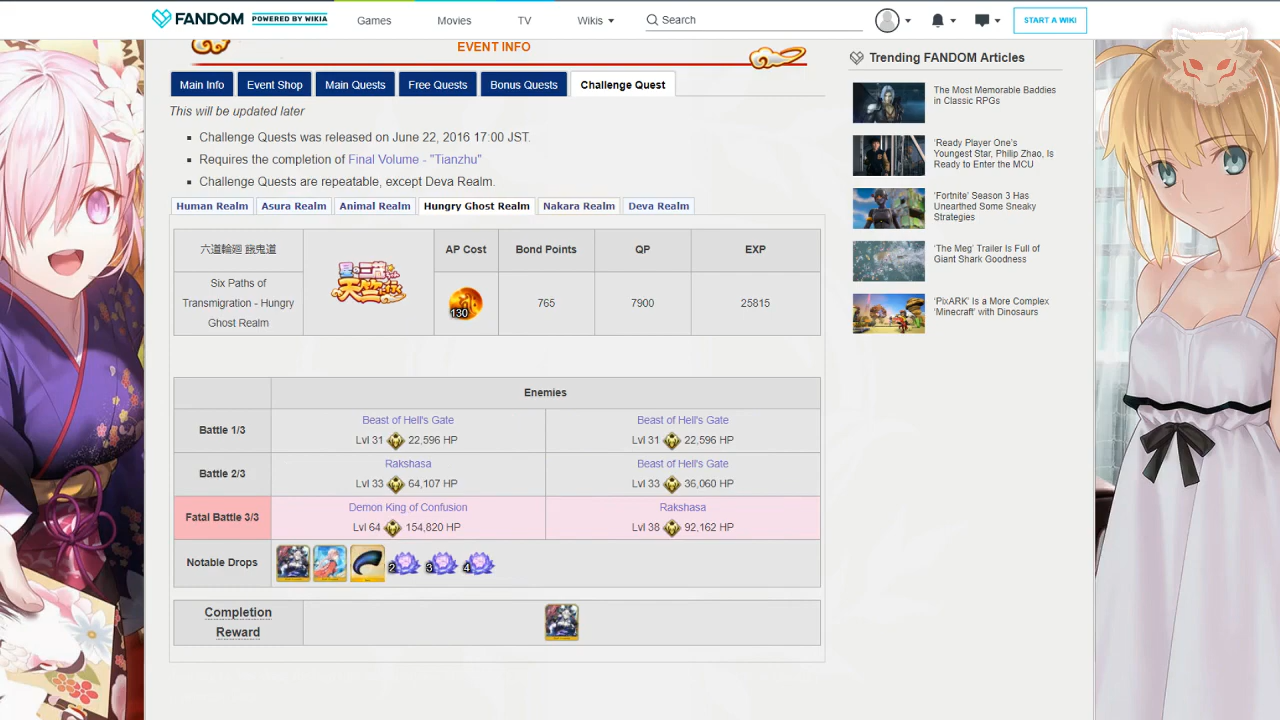 FANDOM POWERED BY WIKIA
Games Movies TV Wikis Search START A WIKI
EVENT INFO
Main Info Event Shop Main Quests Free Quests Bonus Quests Challenge Quest
This will be updated later
Challenge Quests was released on June 22, 2016 17:00 JST.
Requires the completion of Final Volume - "Tianzhu"
Challenge Quests are repeatable, except Deva Realm.
Human Realm Asura Realm Animal Realm Hungry Ghost Realm Nakara Realm Deva Realm
六道輪廻 餓鬼道
Six Paths of
Transmigration - Hungry
Ghost Realm
AP Cost Bond Points QP EXP
130 765 7900 25815
Enemies
Battle 1/3
Beast of Hell's Gate Beast of Hell's Gate
Lvl 31 22,596 HP Lvl 31 22,596 HP
Battle 2/3
Rakshasa Beast of Hell's Gate
Lvl 33 64,107 HP Lvl 33 36,060 HP
Fatal Battle 3/3
Demon King of Confusion Rakshasa
Lvl 64 154,820 HP Lvl 38 92,162 HP
Notable Drops 2 3 4
Completion
Reward
Trending FANDOM Articles
The Most Memorable Baddies
in Classic RPGs
'Ready Player One's
Youngest Star, Philip Zhao, Is
Ready to Enter the MCU
'Fortnite' Season 3 Has
Unearthed Some Sneaky
Strategies
'The Meg' Trailer Is Full of
Giant Shark Goodness
'PixARK' Is a More Complex
'Minecraft' with Dinosaurs